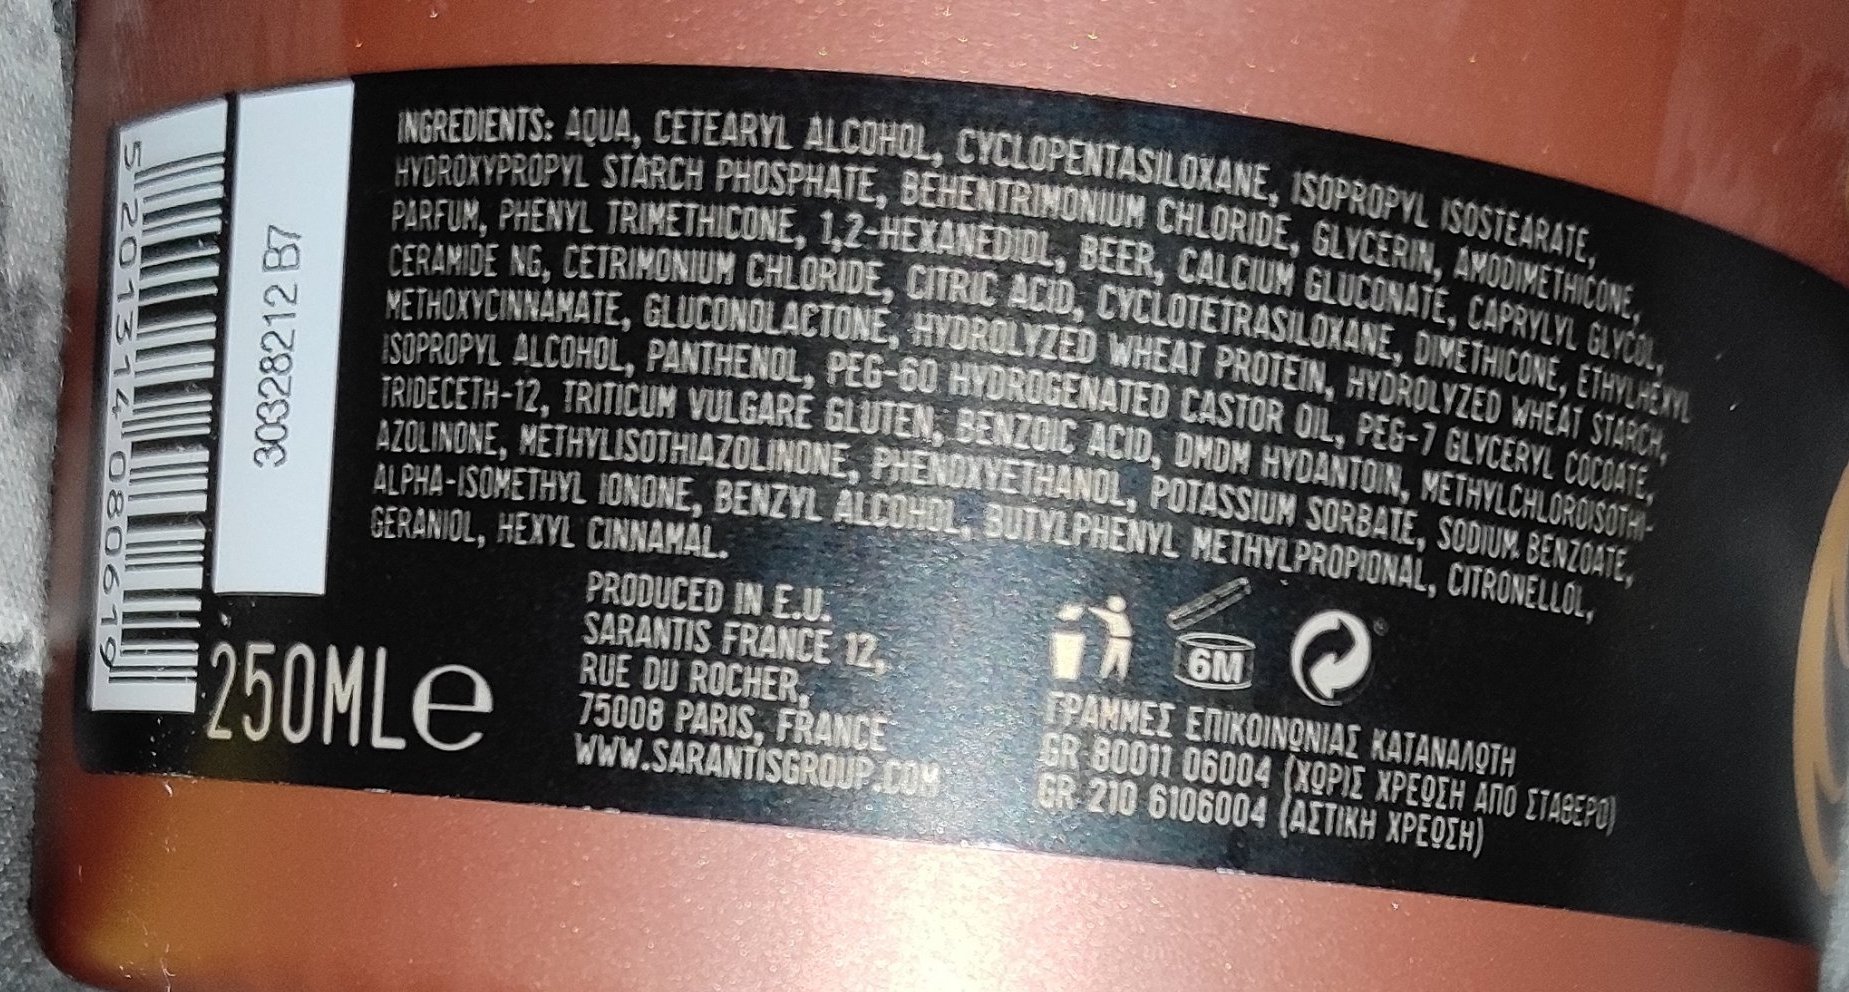 INGREDIENTS: AQUA, CETEARYL ALCOHOL, CYCLOPENTASILOXANE, ISOPROPYL ISOSTEARATE,
HYDROXYPROPYL STARCH PHOSPHATE, BEHENTRIMONIUM CHLORIDE, GLYCERIN, AMODIMETHICONE,
PARFUM, PHENYL TRIMETHICONE, 1,2-HEXANEDIOL, BEER, CALCIUM GLUCONATE, CAPRYLYL GLYCOL,
CERAMIDE NG, CETRIMONIUM CHLORIDE, CITRIC ACID, CYCLOTETRASILOXANE, DIMETHICONE, ETHYLHEXYL
METHOXYCINNAMATE, GLUCONOLACTONE, HYDROLYZED WHEAT PROTEIN, HYDROLYZED WHEAT STARCH,
ISOPROPYL ALCOHOL, PANTHENOL, PEG-60 HYDROGENATED CASTOR OIL, PEG-7 GLYCERYL COCOATE,
TRIDECETH-12, TRITICUM VULGARE GLUTEN, BENZOIC ACID, DMDM HYDANTOIN, METHYLCHLOROISOTHI-
AZOLINONE, METHYLISOTHIAZOLINONE, PHENOXYETHANOL, POTASSIUM SORBATE, SODIUM BENZOATE,
ALPHA-ISOMETHYL IONONE, BENZYL ALCOHOL, BUTYLPHENYL METHYLPROPIONAL, CITRONELLOL,
GERANIOL, HEXYL CINNAMAL.
5 201314 080619
30328212 B7
250ML e
PRODUCED IN E.U.
SARANTIS FRANCE 12,
RUE DU ROCHER,
75008 PARIS, FRANCE
WWW.SARANTISGROUP.COM
6M
ΓΡΑΜΜΕΣ ΕΠΙΚΟΙΝΩΝΙΑΣ ΚΑΤΑΝΑΛΩΤΗ
GR 80011 06004 (ΧΩΡΙΣ ΧΡΕΩΣΗ ΑΠΟ ΣΤΑΘΕΡΟ)
GR 210 6106004 (ΑΣΤΙΚΗ ΧΡΕΩΣΗ)